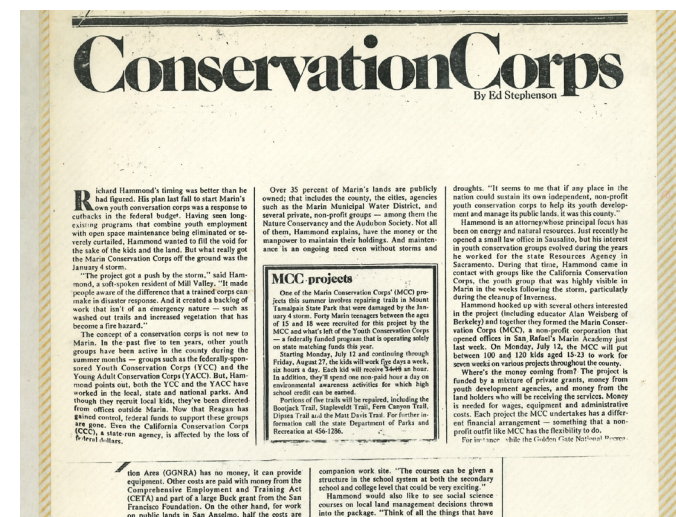 ConservationCorps
By Ed Stephenson
Richard Hammond's timing was better than he
had figured. His plan last fall to start Marin's
own youth conversation corps was a response to
cutbacks in the federal budget. Having seen long-
existing programs that combine youth employment
with open space maintenance being eliminated or se-
verely curtailed, Hammond wanted to fill the void for
the sake of the kids and the land. But what really got
the Marin Conservation Corps off the ground was the
January 4 storm.
"The project got a push by the storm," said Ham-
mond, a soft-spoken resident of Mill Valley. "It made
people aware of the difference that a trained corps can
make in disaster response. And it created a backlog of
work that isn't of an emergency nature — such as
washed out trails and increased vegetation that has
become a fire hazard."
The concept of a conservation corps is not new to
Marin. In the past five to ten years, other youth
groups have been active in the county during the
summer months — groups such as the federally-spon-
sored Youth Conservation Corps (YCC) and the
Young Adult Conservation Corps (YACC). But, Ham-
mond points out, both the YCC and the YACC have
worked in the local, state and national parks. And
though they recruit local kids, they've been directed
from offices outside Marin. Now that Reagan has
gained control, federal funds to support these groups
are gone. Even the California Conservation Corps
(CCC), a state-run agency, is affected by the loss of
federal dollars.
Over 35 percent of Marin's lands are publicly
owned; that includes the county, the cities, agencies
such as the Marin Municipal Water District, and
several private, non-profit groups — among them the
Nature Conservancy and the Audubon Society. Not all
of them, Hammond explains, have the money or the
manpower to maintain their holdings. And mainten-
ance is an ongoing need even without storms and
MCC projects
One of the Marin Conservation Corps' (MCC) pro-
jects this summer involves repairing trails in Mount
Tamalpais State Park that were damaged by the Jan-
uary 4 storm. Forty Marin teenagers between the ages
of 15 and 18 were recruited for this project by the
MCC and what's left of the Youth Conservation Corps
— a federally funded program that is operating solely
on state matching funds this year.
Starting Monday, July 12 and continuing through
Friday, August 27, the kids will work five days a week,
six hours a day. Each kid will receive an hour.
In addition, they'll spend one non-paid hour a day on
environmental awareness activities for which high
school credit can be earned.
Portions of five trails will be repaired, including the
Bootjack Trail, Stapleveldt Trail, Fern Canyon Trail,
Dipsea Trail and the Matt Davis Trail. For further in-
formation call the state Department of Parks and
Recreation at 456-1286.
droughts. "It seems to me that if any place in the
nation could sustain its own independent, non-profit
youth conservation corps to help its youth develop-
ment and manage its public lands, it was this county."
Hammond is an attorney whose principal focus has
been on energy and natural resources. Just recently he
opened a small law office in Sausalito, but his interest
in youth conservation groups evolved during the years
he worked for the state Resources Agency in
Sacramento. During that time, Hammond came in
contact with groups like the California Conservation
Corps, the youth group that was highly visible in
Marin in the weeks following the storm, particularly
during the cleanup of Inverness.
Hammond hooked up with several others interested
in the project (including educator Alan Weisberg of
Berkeley) and together they formed the Marin Conser-
vation Corps (MCC), a non-profit corporation that
opened offices in San Rafael's Marin Academy just
last week. On Monday, July 12, the MCC will put
between 100 and 120 kids aged 15-23 to work for
seven weeks on various projects throughout the county.
Where's the money coming from? The project is
funded by a mixture of private grants, money from
youth development agencies, and money from the
land holders who will be receiving the services. Money
is needed for wages, equipment and administrative
costs. Each project the MCC undertakes has a differ-
ent financial arrangement — something that a non-
profit outfit like MCC has the flexibility to do.
For instance, while the Golden Gate National Recrea-
tion Area (GGNRA) has no money, it can provide
equipment. Other costs are paid with money from the
Comprehensive Employment and Training Act
(CETA) and part of a large Buck grant from the San
Francisco Foundation. On the other hand, for work
on public lands in San Anselmo, half the costs are
companion work site. "The courses can be given a
structure in the school system at both the secondary
school and college level that could be very exciting."
Hammond would also like to see social science
courses on local land management decisions thrown
into the package. "Think of all the things that have